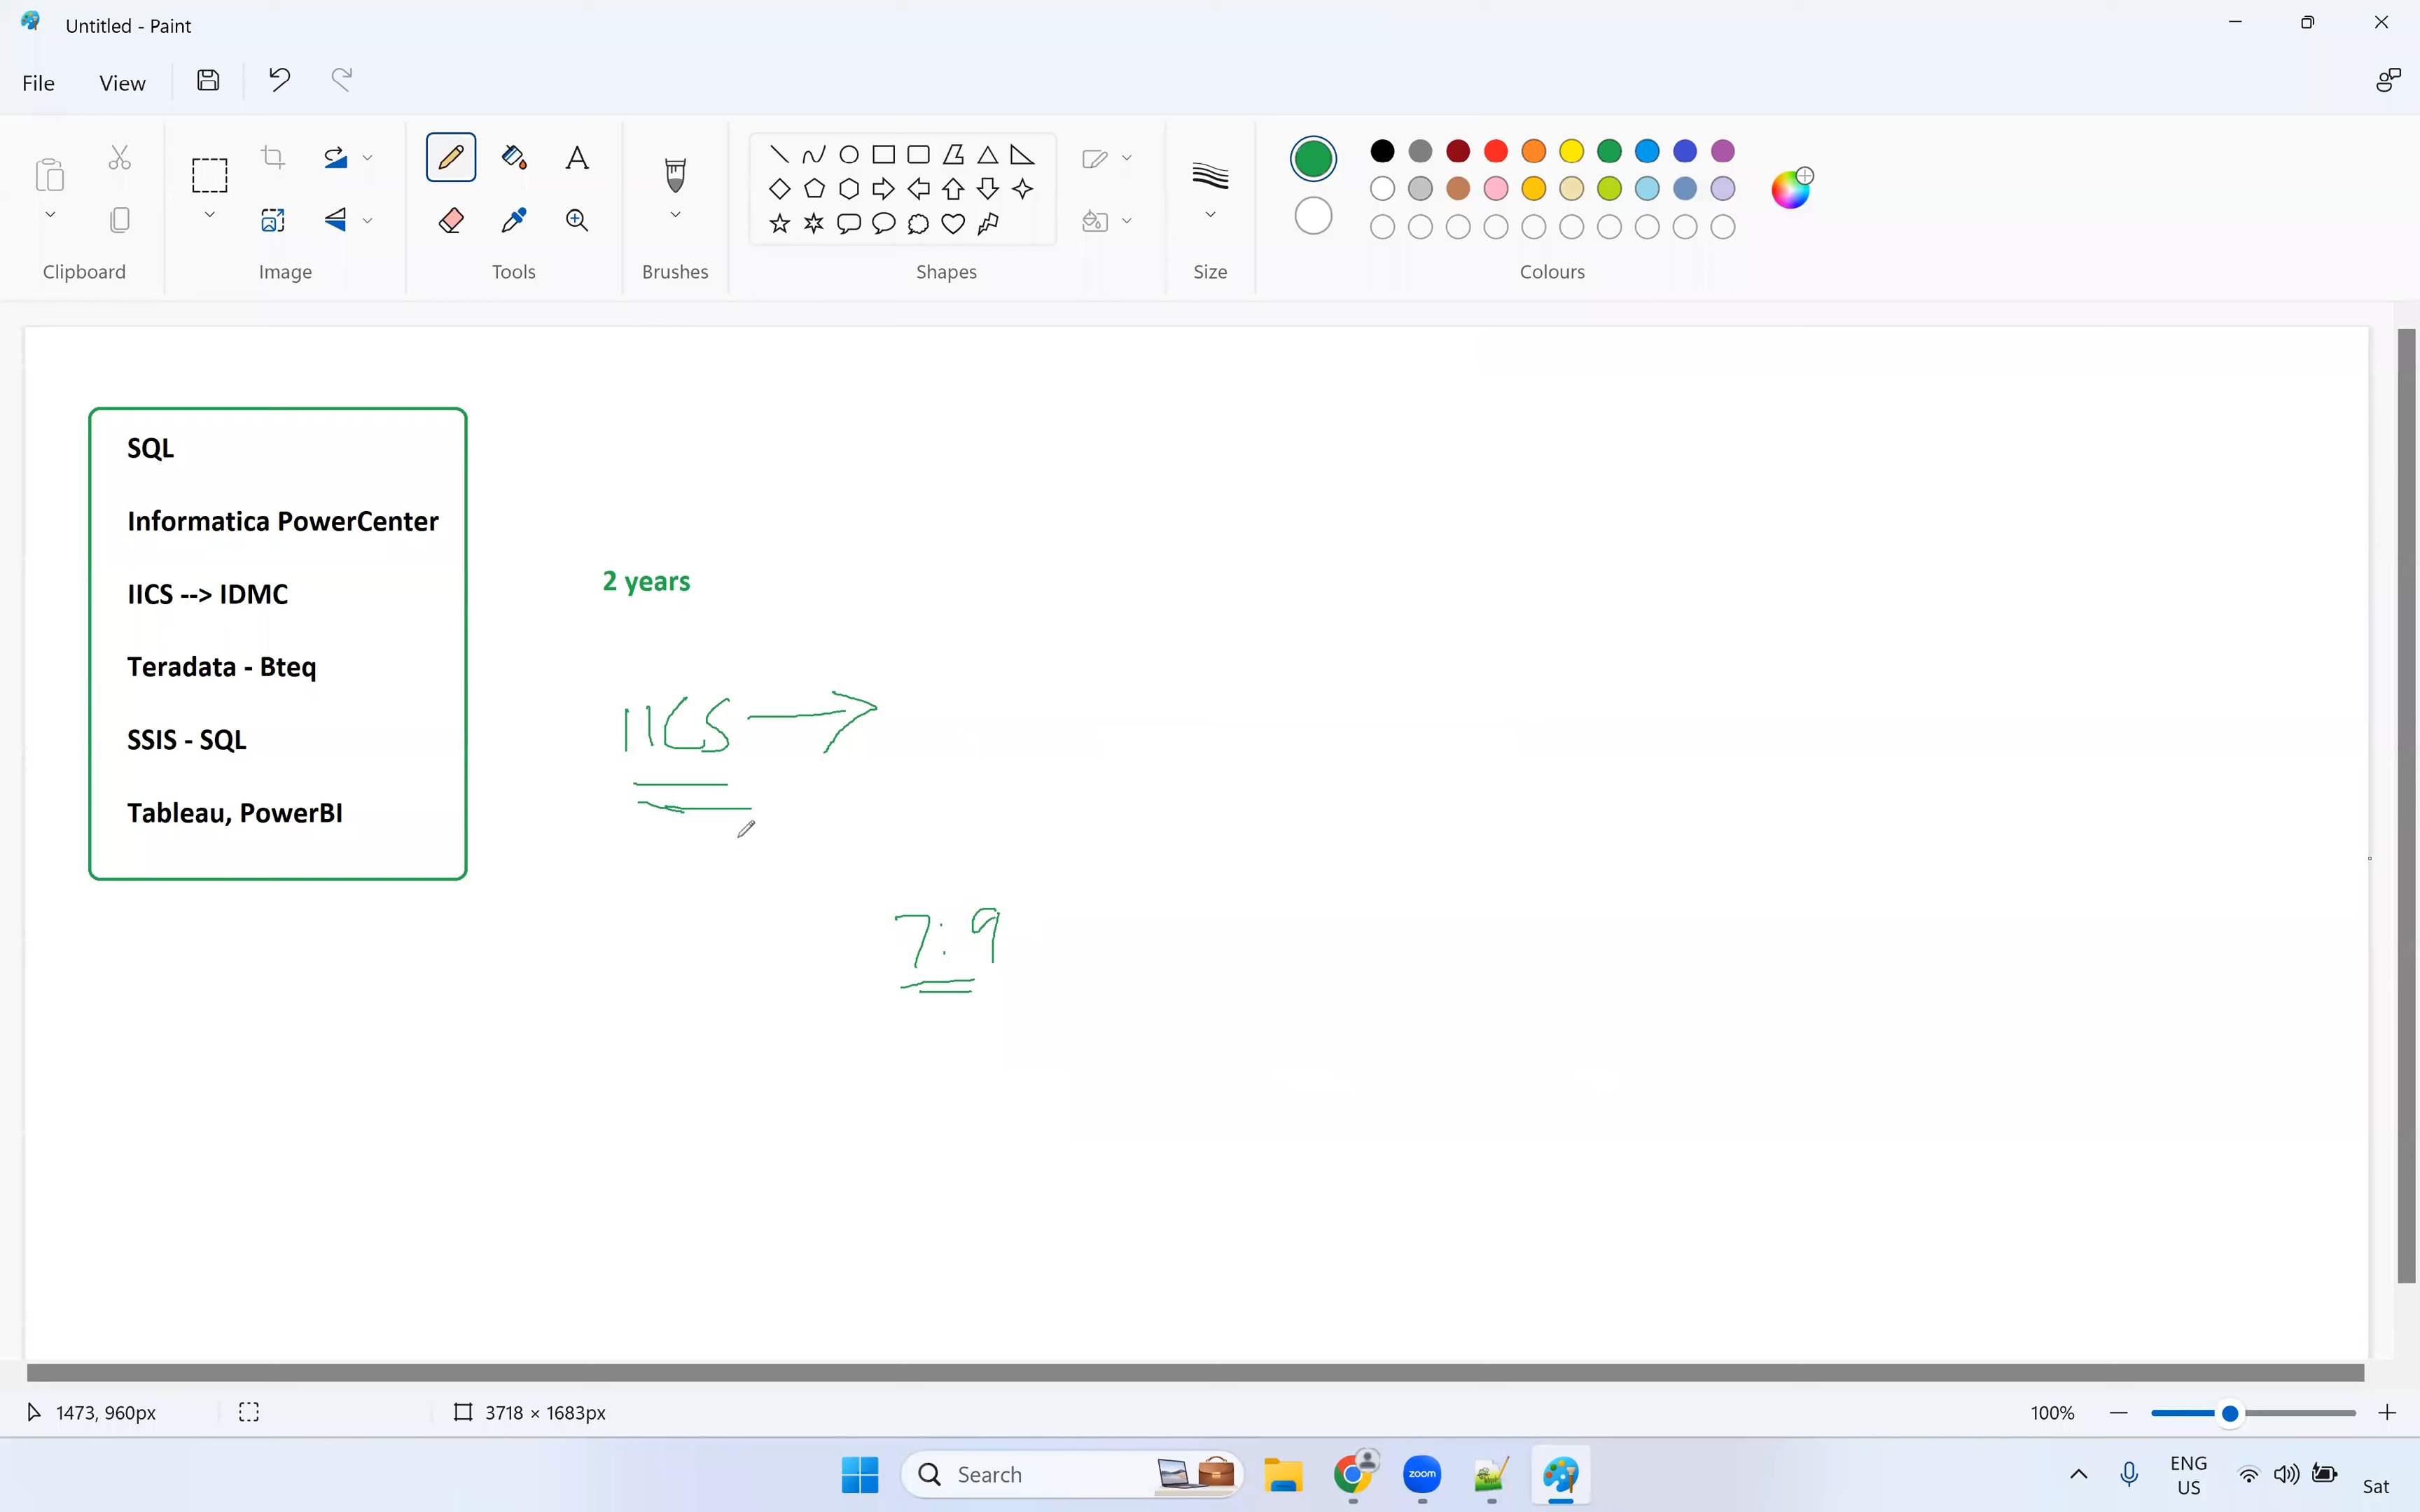 Untitled - Paint
File View
Clipboard Image Tools Brushes Shapes Size Colours
SQL
Informatica PowerCenter
IICS --> IDMC
Teradata - Bteq
SSIS - SQL
Tableau, PowerBI
2 years
IICS
7: 9
1473, 960px 3718 × 1683px 100%
Search
zoom
ENG
US
Sat